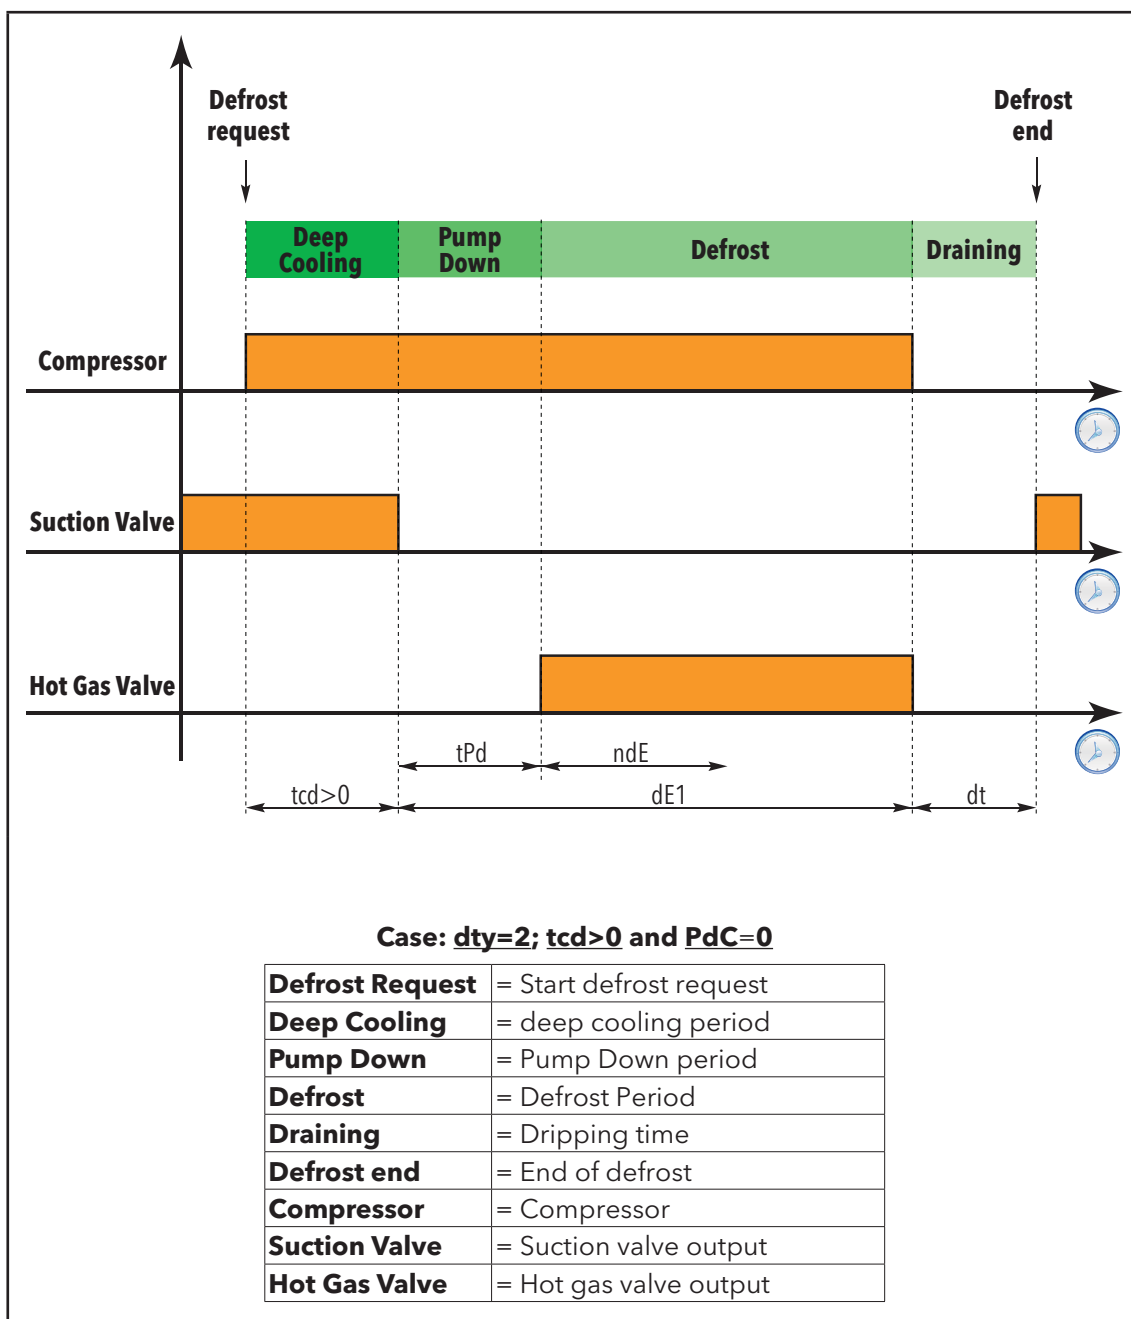 Defrost
request
Defrost
end
Deep
Cooling
Pump
Down
Defrost
Draining
Compressor
Suction Valve
Hot Gas Valve
tPd
ndE
tcd>0
dE1
dt
Case: dty=2; tcd>0 and PdC=0
Defrost Request = Start defrost request
Deep Cooling = deep cooling period
Pump Down = Pump Down period
Defrost = Defrost Period
Draining = Dripping time
Defrost end = End of defrost
Compressor = Compressor
Suction Valve = Suction valve output
Hot Gas Valve = Hot gas valve output